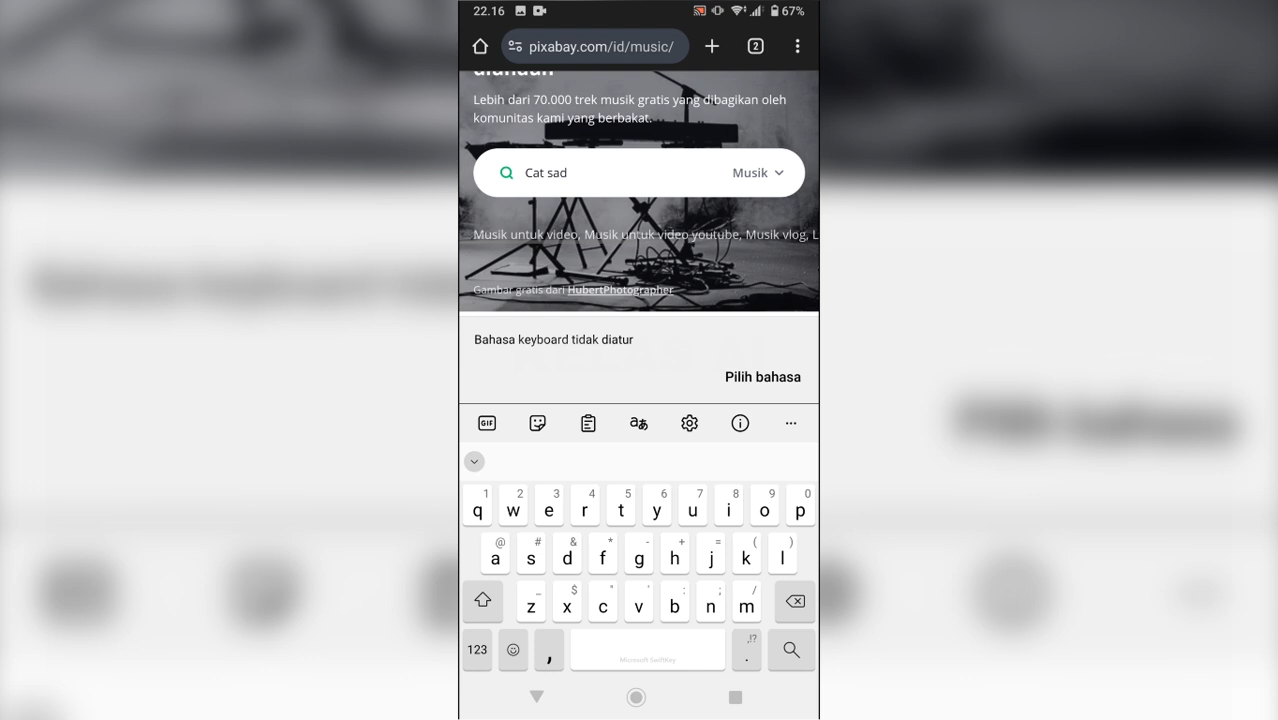 22.16
67%
pixabay.com/id/music/
2
Lebih dari 70.000 trek musik gratis yang dibagikan oleh
komunitas kami yang berbakat.
Cat sad
Musik
Musik untuk video, Musik untuk video youtube, Musik vlog, L
Gambar gratis dari HubertPhotographer
Bahasa keyboard tidak diatur
Pilih bahasa
GIF
1 2 3 4 5 6 7 8 9 0
q w e r t y u i o p
@ # & * - + = ( )
a s d f g h j k l
_ $ " ' : ; /
z x c v b n m
123 , Microsoft SwiftKey ,!? .